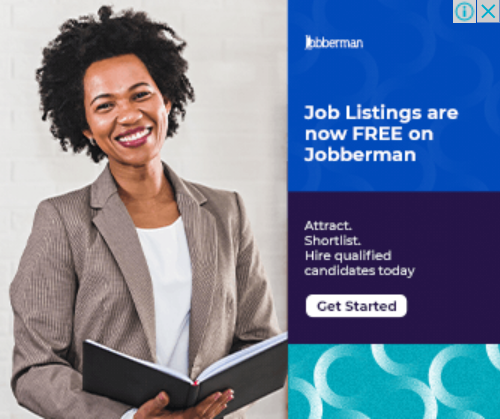 Jobberman
Job Listings are
now FREE on
Jobberman
Attract.
Shortlist.
Hire qualified
candidates today
Get Started